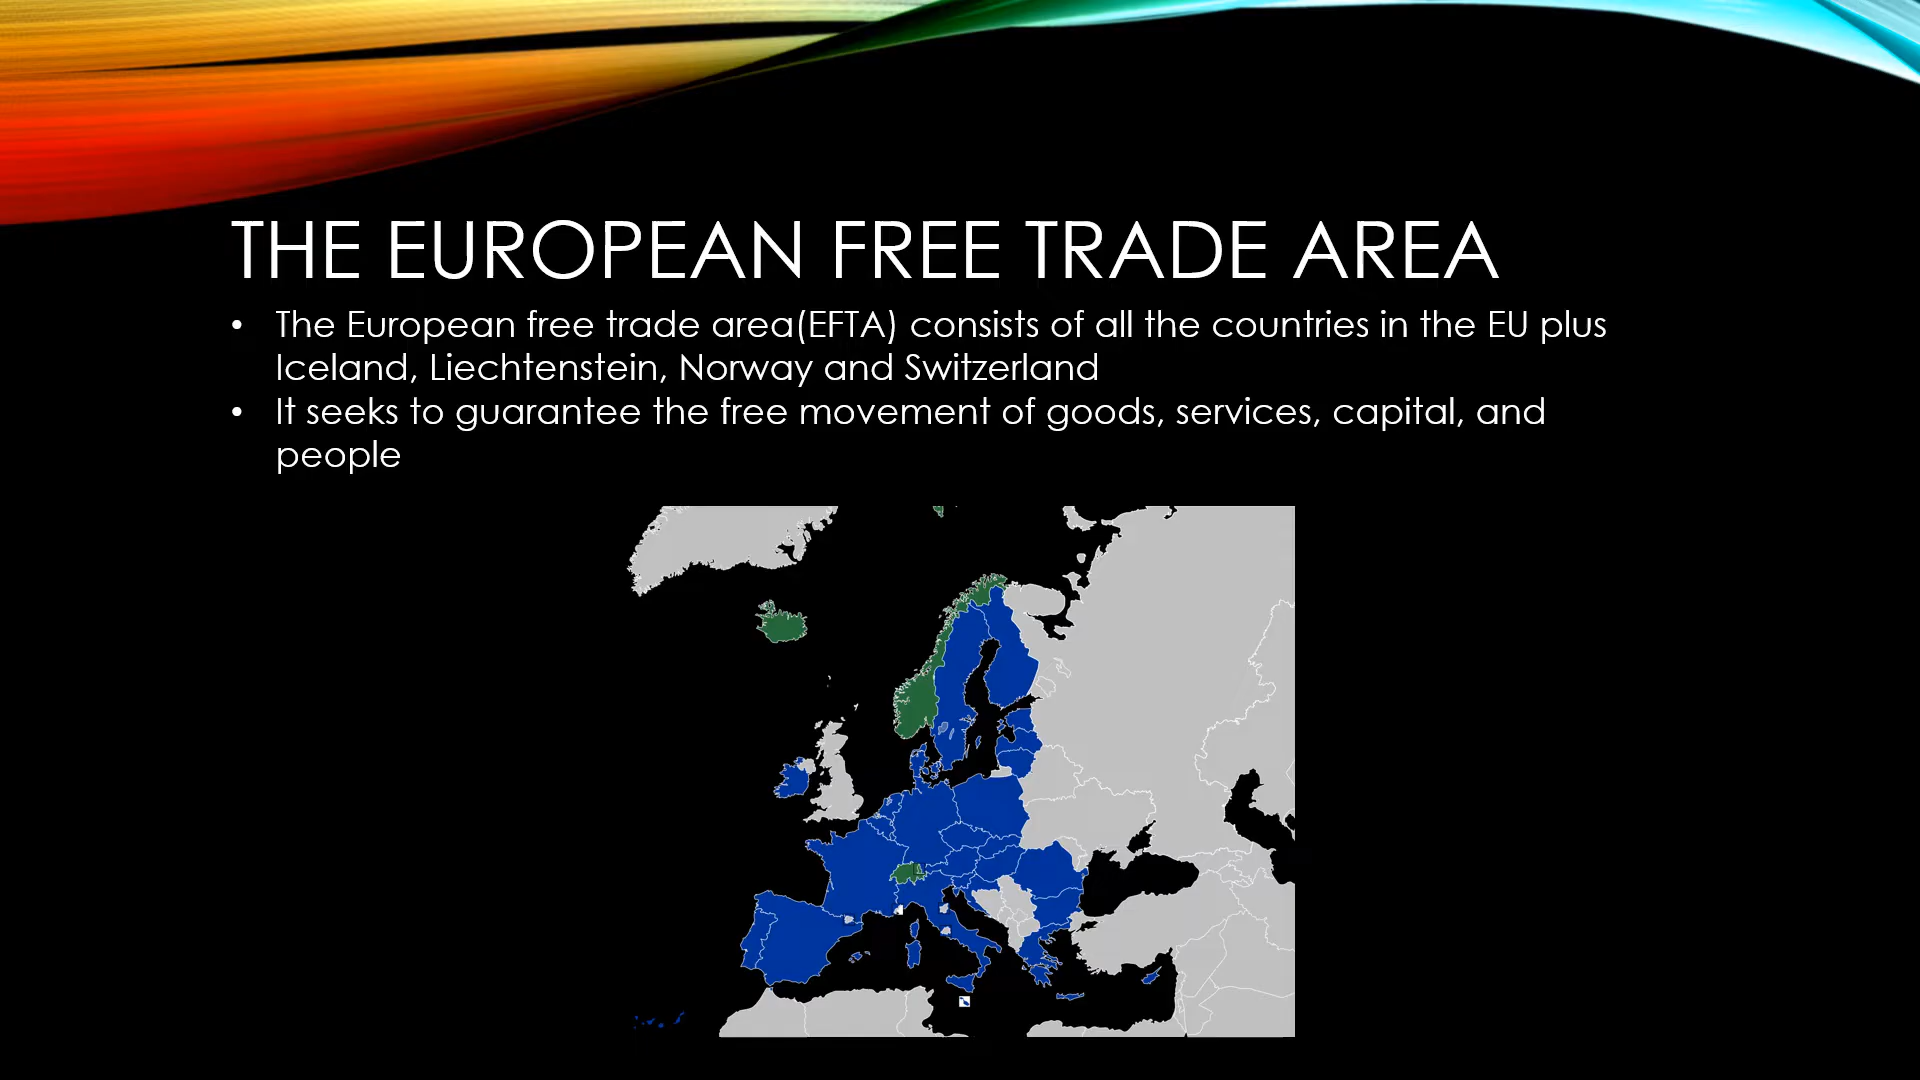 THE EUROPEAN FREE TRADE AREA
• The European free trade area(EFTA) consists of all the countries in the EU plus
Iceland, Liechtenstein, Norway and Switzerland
• It seeks to guarantee the free movement of goods, services, capital, and
people